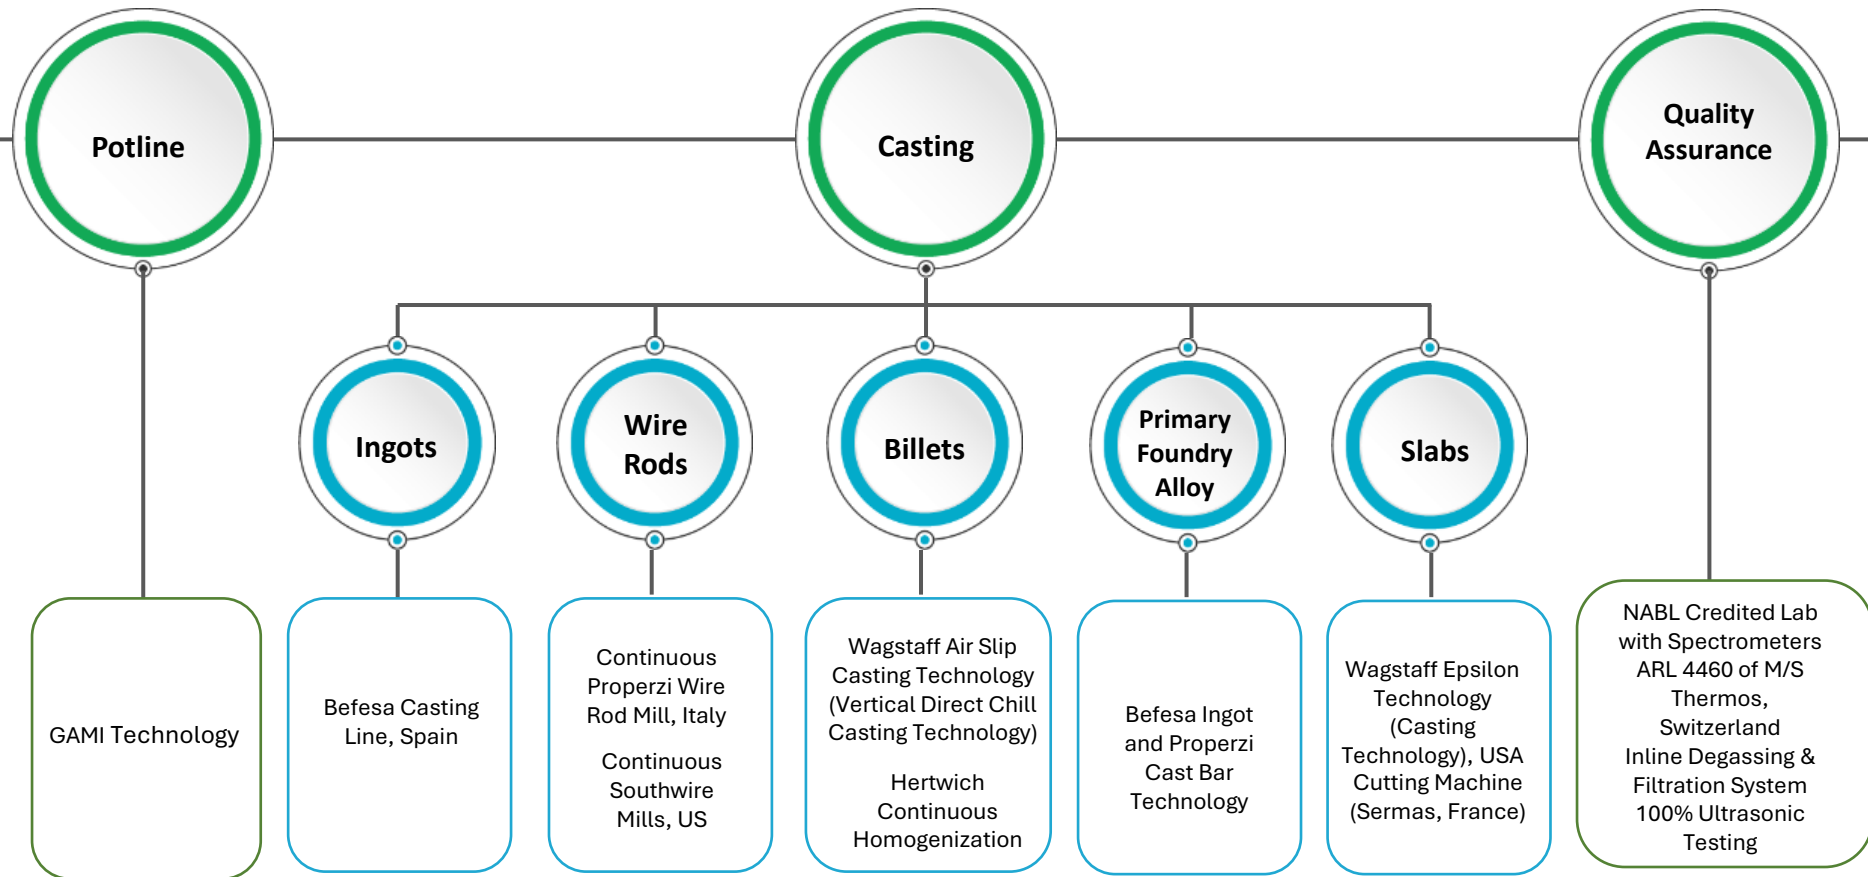 Potline
Casting
Quality
Assurance
Ingots
Wire
Rods
Billets
Primary
Foundry
Alloy
Slabs
GAMI Technology
Befesa Casting
Line, Spain
Continuous
Properzi Wire
Rod Mill, Italy
Continuous
Southwire
Mills, US
Wagstaff Air Slip
Casting Technology
(Vertical Direct Chill
Casting Technology)
Hertwich
Continuous
Homogenization
Befesa Ingot
and Properzi
Cast Bar
Technology
Wagstaff Epsilon
Technology
(Casting
Technology), USA
Cutting Machine
(Sermas, France)
NABL Credited Lab
with Spectrometers
ARL 4460 of M/S
Thermos,
Switzerland
Inline Degassing &
Filtration System
100% Ultrasonic
Testing